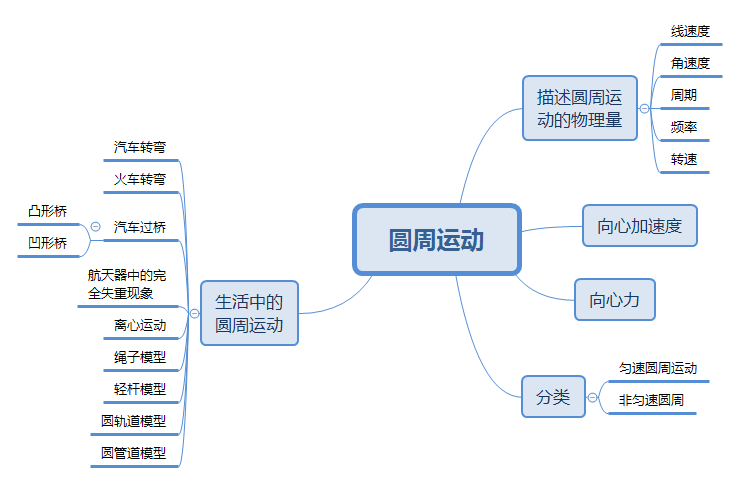 圆周运动
描述圆周运
动的物理量
线速度
角速度
周期
频率
转速
向心加速度
向心力
分类
匀速圆周运动
非匀速圆周
生活中的
圆周运动
汽车转弯
火车转弯
汽车过桥
凸形桥
凹形桥
航天器中的完
全失重现象
离心运动
绳子模型
轻杆模型
圆轨道模型
圆管道模型